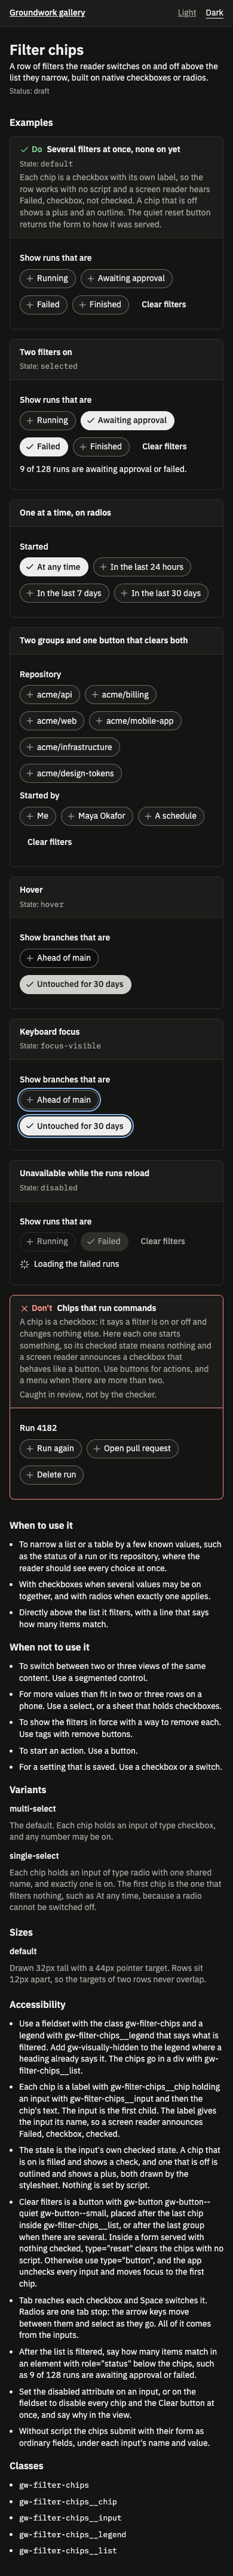 Groundwork gallery
Light
Dark
Filter chips
A row of filters the reader switches on and off above the
list they narrow, built on native checkboxes or radios.
Status: draft
Examples
Do Several filters at once, none on yet
State: default
Each chip is a checkbox with its own label, so the
row works with no script and a screen reader hears
Failed, checkbox, not checked. A chip that is off
shows a plus and an outline. The quiet reset button
returns the form to how it was served.
Show runs that are
Running
Awaiting approval
Failed
Finished
Clear filters
Two filters on
State: selected
Show runs that are
Running
Awaiting approval
Failed
Finished
Clear filters
9 of 128 runs are awaiting approval or failed.
One at a time, on radios
Started
At any time
In the last 24 hours
In the last 7 days
In the last 30 days
Two groups and one button that clears both
Repository
acme/api
acme/billing
acme/web
acme/mobile-app
acme/infrastructure
acme/design-tokens
Started by
Me
Maya Okafor
A schedule
Clear filters
Hover
State: hover
Show branches that are
Ahead of main
Untouched for 30 days
Keyboard focus
State: focus-visible
Show branches that are
Ahead of main
Untouched for 30 days
Unavailable while the runs reload
State: disabled
Show runs that are
Running
Failed
Clear filters
Loading the failed runs
Don't Chips that run commands
A chip is a checkbox: it says a filter is on or off and
changes nothing else. Here each one starts
something, so its checked state means nothing and
a screen reader announces a checkbox that
behaves like a button. Use buttons for actions, and
a menu when there are more than two.
Caught in review, not by the checker.
Run 4182
Run again
Open pull request
Delete run
When to use it
To narrow a list or a table by a few known values, such
as the status of a run or its repository, where the
reader should see every choice at once.
With checkboxes when several values may be on
together, and with radios when exactly one applies.
Directly above the list it filters, with a line that says
how many items match.
When not to use it
To switch between two or three views of the same
content. Use a segmented control.
For more values than fit in two or three rows on a
phone. Use a select, or a sheet that holds checkboxes.
To show the filters in force with a way to remove each.
Use tags with remove buttons.
To start an action. Use a button.
For a setting that is saved. Use a checkbox or a switch.
Variants
multi-select
The default. Each chip holds an input of type checkbox,
and any number may be on.
single-select
Each chip holds an input of type radio with one shared
name, and exactly one is on. The first chip is the one that
filters nothing, such as At any time, because a radio
cannot be switched off.
Sizes
default
Drawn 32px tall with a 44px pointer target. Rows sit
12px apart, so the targets of two rows never overlap.
Accessibility
Use a fieldset with the class gw-filter-chips and a
legend with gw-filter-chips__legend that says what is
filtered. Add gw-visually-hidden to the legend where a
heading already says it. The chips go in a div with gw-
filter-chips__list.
Each chip is a label with gw-filter-chips__chip holding
an input with gw-filter-chips__input and then the
chip's text. The input is the first child. The label gives
the input its name, so a screen reader announces
Failed, checkbox, checked.
The state is the input's own checked state. A chip that
is on is filled and shows a check, and one that is off is
outlined and shows a plus, both drawn by the
stylesheet. Nothing is set by script.
Clear filters is a button with gw-button gw-button--
quiet gw-button--small, placed after the last chip
inside gw-filter-chips__list, or after the last group
when there are several. Inside a form served with
nothing checked, type="reset" clears the chips with no
script. Otherwise use type="button", and the app
unchecks every input and moves focus to the first
chip.
Tab reaches each checkbox and Space switches it.
Radios are one tab stop: the arrow keys move
between them and select as they go. All of it comes
from the inputs.
After the list is filtered, say how many items match in
an element with role="status" below the chips, such
as 9 of 128 runs are awaiting approval or failed.
Set the disabled attribute on an input, or on the
fieldset to disable every chip and the Clear button at
once, and say why in the view.
Without script the chips submit with their form as
ordinary fields, under each input's name and value.
Classes
gw-filter-chips
gw-filter-chips__chip
gw-filter-chips__input
gw-filter-chips__legend
gw-filter-chips__list